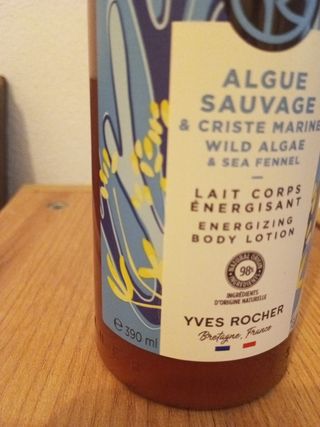 ALGUE
SAUVAGE
& CRISTE MARINE
WILD ALGAE
& SEA FENNEL
LAIT CORPS
ÉNERGISANT
ENERGIZING
BODY LOTION
98%
INGRÉDIENTS
D'ORIGINE NATURELLE
YVES ROCHER
Bretagne, France
e 390 ml